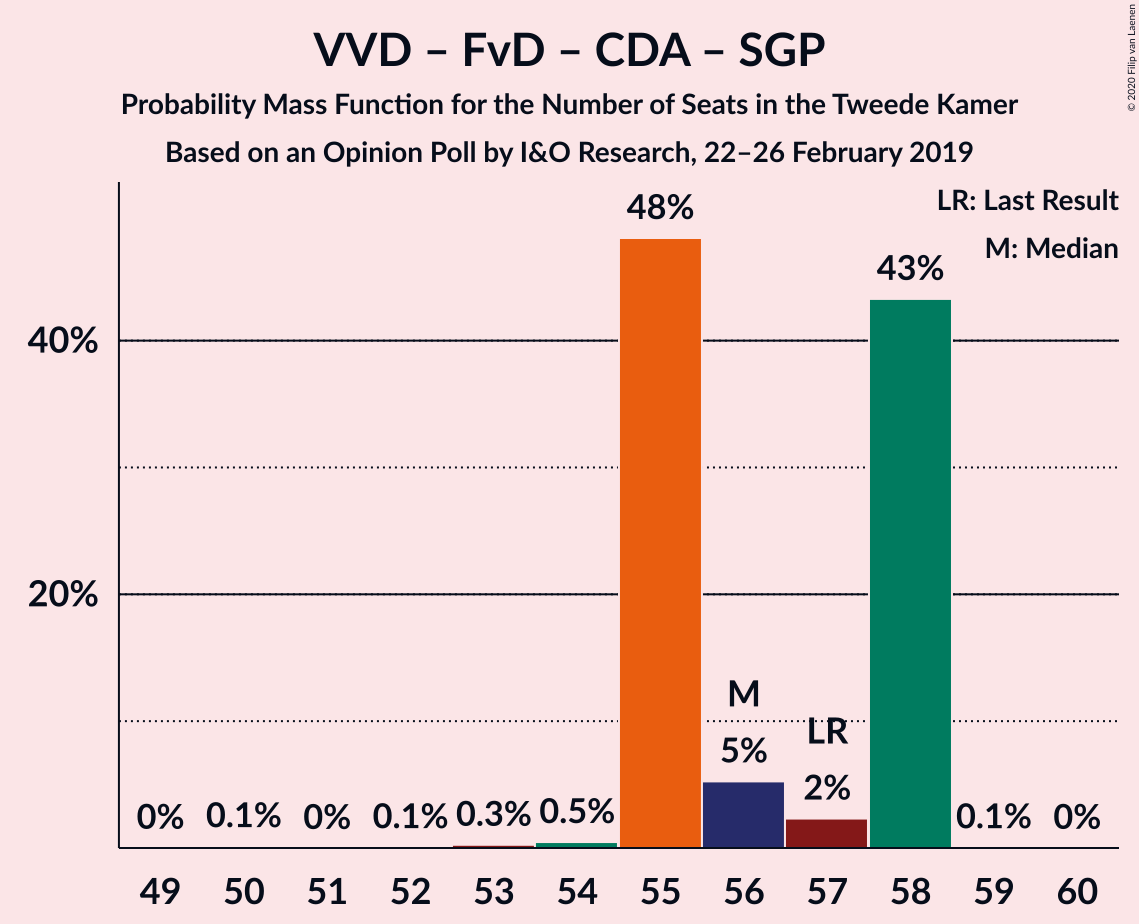 VVD – FvD – CDA – SGP
Probability Mass Function for the Number of Seats in the Tweede Kamer
Based on an Opinion Poll by I&O Research, 22–26 February 2019
© 2020 Filip van Laenen
LR: Last Result
M: Median
40%
20%
0%
0.1%
0%
0.1%
0.3%
0.5%
48%
M
5%
LR
2%
43%
0.1%
0%
49 50 51 52 53 54 55 56 57 58 59 60